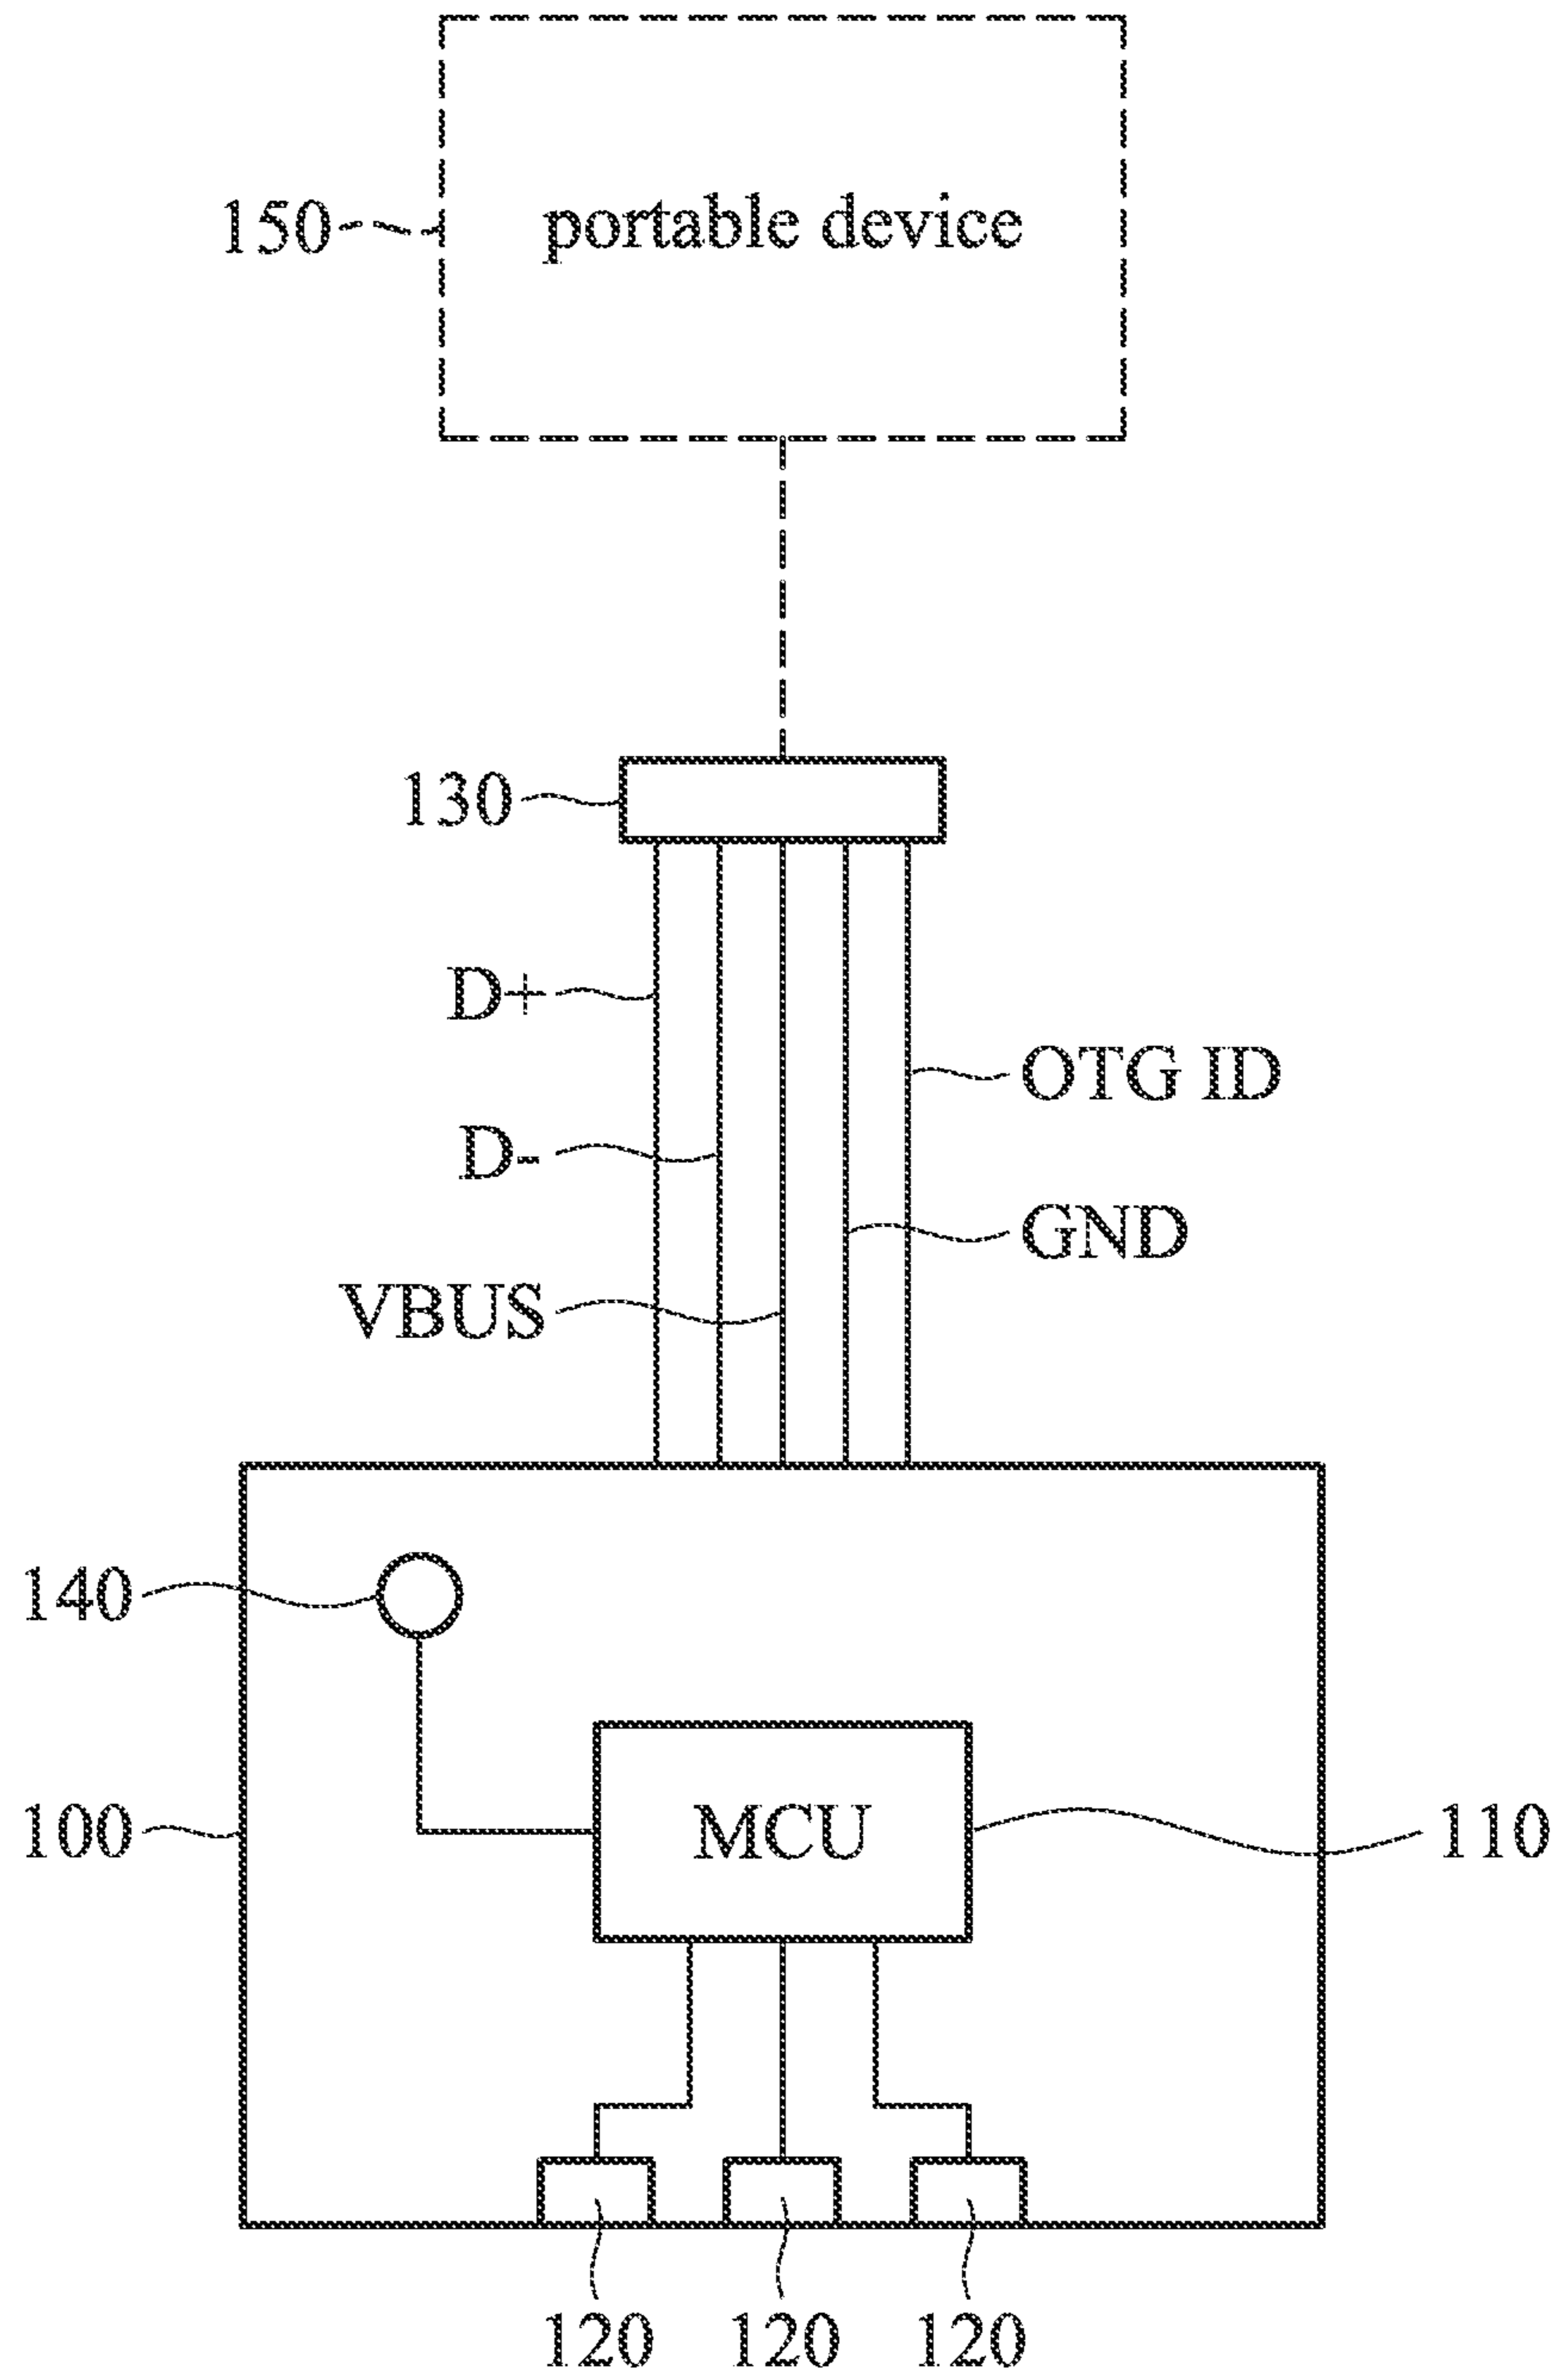 150 portable device
130
D+
OTG ID
D-
GND
VBUS
140
100 MCU 110
120 120 120